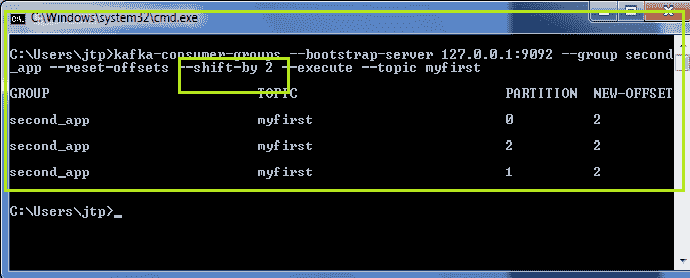 C:\Windows\system32\cmd.exe
C:\Users\jtp>kafka-consumer-groups --bootstrap-server 127.0.0.1:9092 --group second
_app --reset-offsets --shift-by 2 --execute --topic myfirst
GROUP TOPIC PARTITION NEW-OFFSET
second_app myfirst 0 2
second_app myfirst 2 2
second_app myfirst 1 2
C:\Users\jtp>_